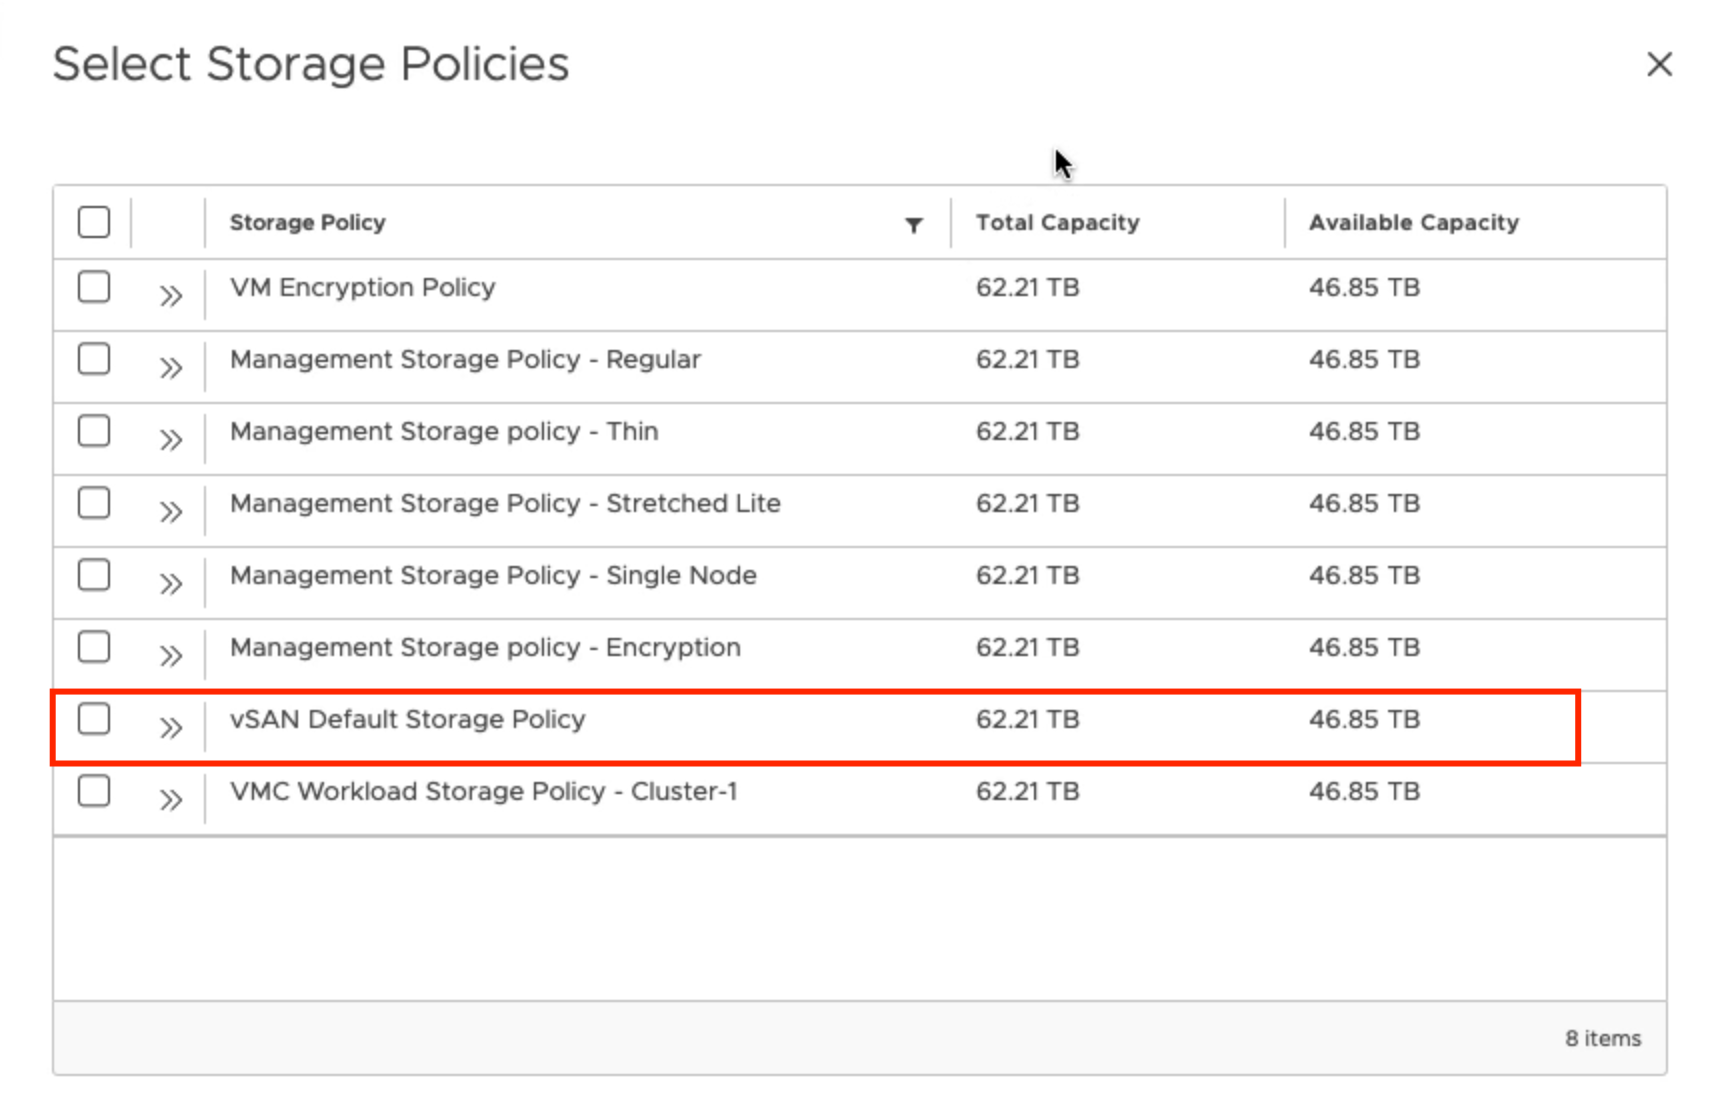 Select Storage Policies
Storage Policy Total Capacity Available Capacity
VM Encryption Policy 62.21 TB 46.85 TB
Management Storage Policy - Regular 62.21 TB 46.85 TB
Management Storage policy - Thin 62.21 TB 46.85 TB
Management Storage Policy - Stretched Lite 62.21 TB 46.85 TB
Management Storage Policy - Single Node 62.21 TB 46.85 TB
Management Storage policy - Encryption 62.21 TB 46.85 TB
vSAN Default Storage Policy 62.21 TB 46.85 TB
VMC Workload Storage Policy - Cluster-1 62.21 TB 46.85 TB
8 items